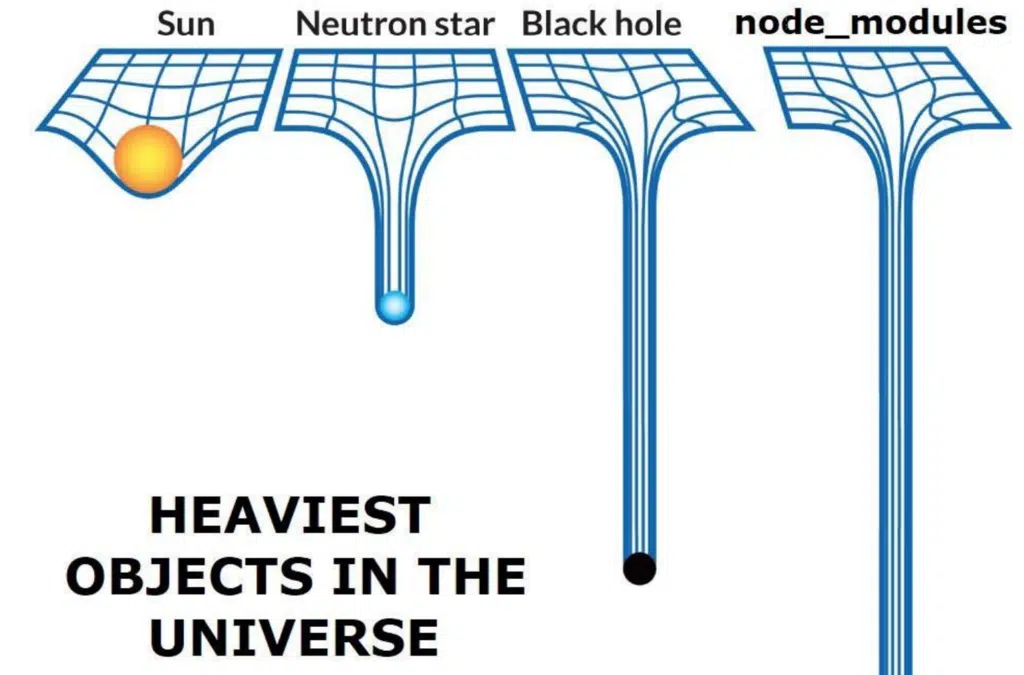 Sun
Neutron star
Black hole
node_modules
HEAVIEST
OBJECTS IN THE
UNIVERSE